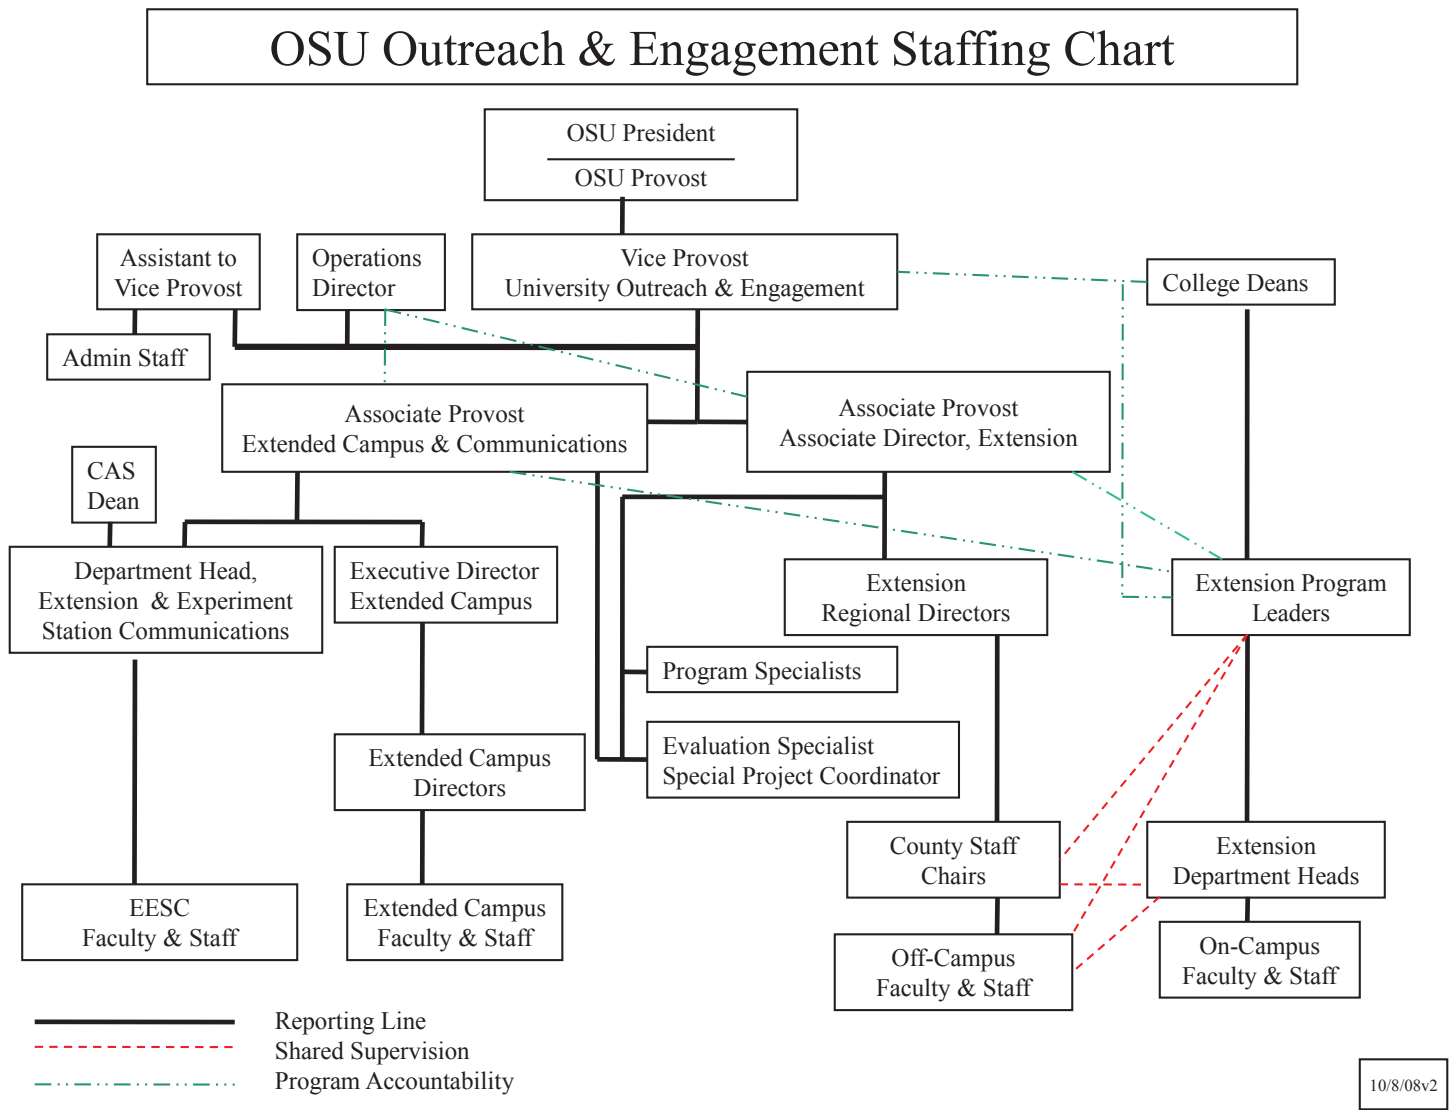 OSU Outreach & Engagement Staffing Chart
OSU President
OSU Provost
Assistant to
Vice Provost
Operations
Director
Vice Provost
University Outreach & Engagement
College Deans
Admin Staff
Associate Provost
Extended Campus & Communications
Associate Provost
Associate Director, Extension
CAS
Dean
Department Head,
Extension & Experiment
Station Communications
Executive Director
Extended Campus
Extension
Regional Directors
Extension Program
Leaders
Program Specialists
Evaluation Specialist
Special Project Coordinator
Extended Campus
Directors
County Staff
Chairs
Extension
Department Heads
EESC
Faculty & Staff
Extended Campus
Faculty & Staff
Off-Campus
Faculty & Staff
On-Campus
Faculty & Staff
Reporting Line
Shared Supervision
Program Accountability
10/8/08v2